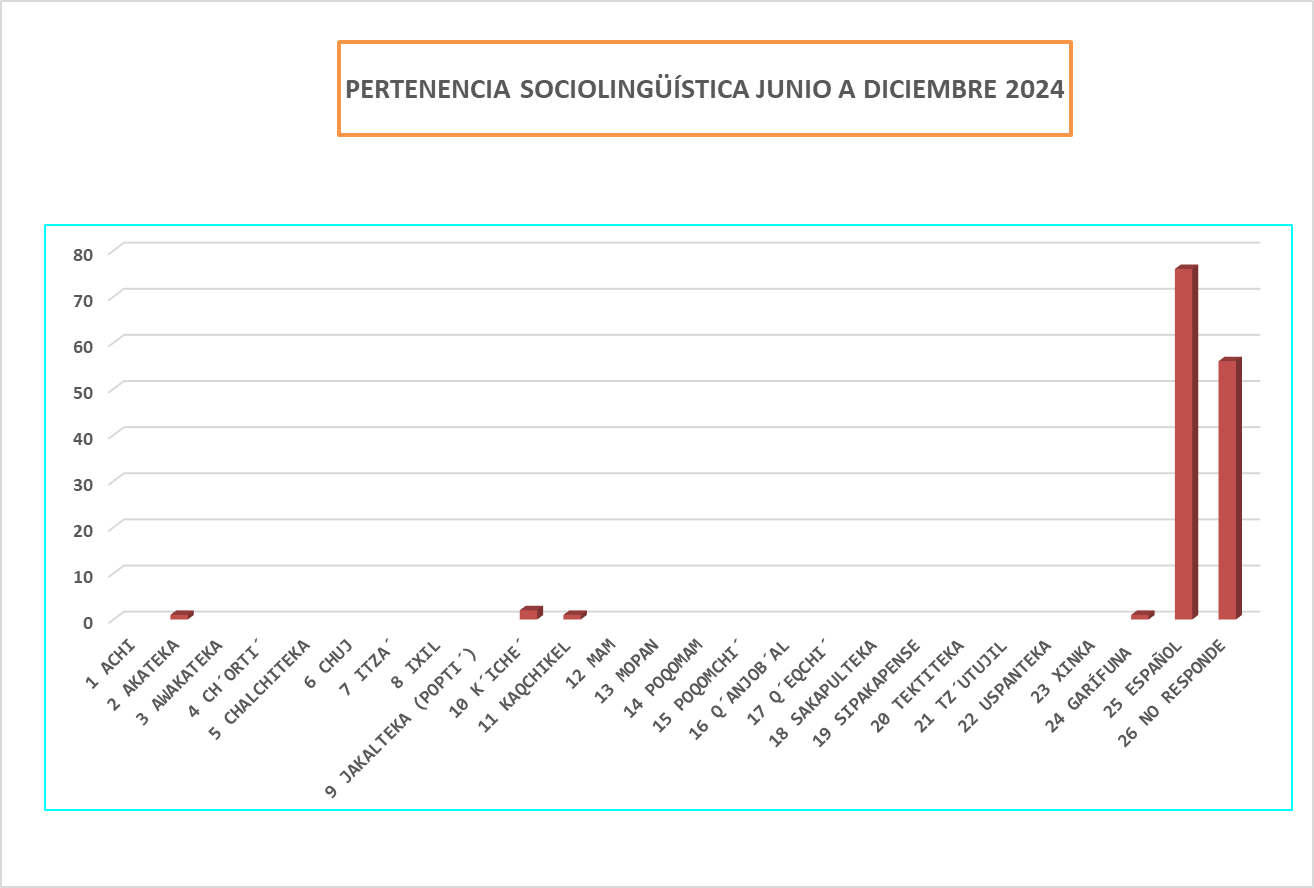 PERTENENCIA SOCIOLINGÜÍSTICA JUNIO A DICIEMBRE 2024
80
70
60
50
40
30
20
10
0
1 ACHI
2 AKATEKA
3 AWAKATEKA
4 CH´ORTI´
5 CHALCHITEKA
6 CHUJ
7 ITZA´
8 IXIL
9 JAKALTEKA (POPTI´)
10 K´ICHE´
11 KAQCHIKEL
12 MAM
13 MOPAN
14 POQOMAM
15 POQOMCHI´
16 Q´ANJOB´AL
17 Q´EQCHI´
18 SAKAPULTEKA
19 SIPAKAPENSE
20 TEKTITEKA
21 TZ´UTUJIL
22 USPANTEKA
23 XINKA
24 GARÍFUNA
25 ESPAÑOL
26 NO RESPONDE